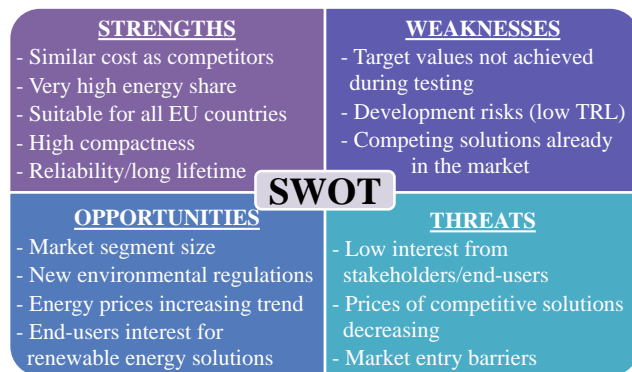 STRENGTHS
- Similar cost as competitors
- Very high energy share
- Suitable for all EU countries
- High compactness
- Reliability/long lifetime
WEAKNESSES
- Target values not achieved
during testing
- Development risks (low TRL)
- Competing solutions already
in the market
SWOT
OPPORTUNITIES
- Market segment size
- New environmental regulations
- Energy prices increasing trend
- End-users interest for
renewable energy solutions
THREATS
- Low interest from
stakeholders/end-users
- Prices of competitive solutions
decreasing
- Market entry barriers